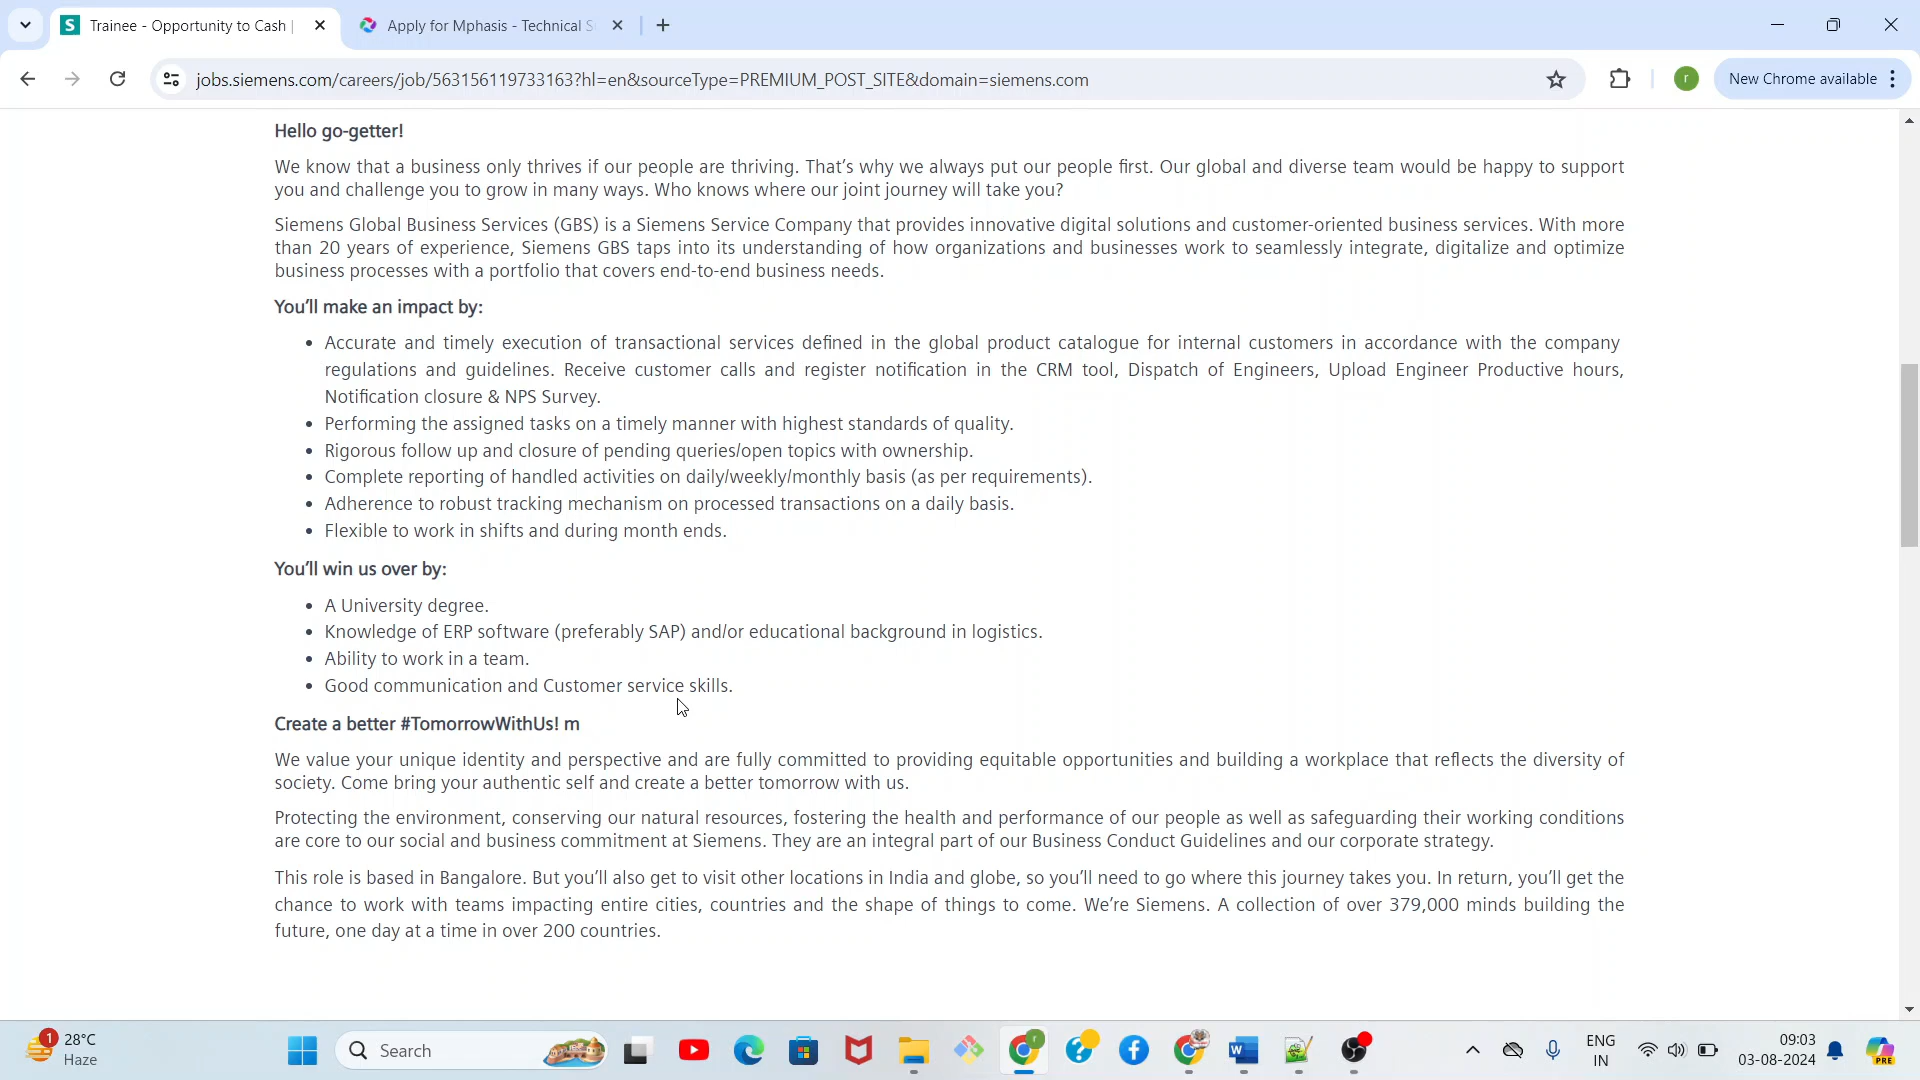 Trainee - Opportunity to Cash |
Apply for Mphasis - Technical S
jobs.siemens.com/careers/job/563156119733163?hl=en&sourceType=PREMIUM_POST_SITE&domain=siemens.com
r
New Chrome available
Hello go-getter!
We know that a business only thrives if our people are thriving. That’s why we always put our people first. Our global and diverse team would be happy to support
you and challenge you to grow in many ways. Who knows where our joint journey will take you?
Siemens Global Business Services (GBS) is a Siemens Service Company that provides innovative digital solutions and customer-oriented business services. With more
than 20 years of experience, Siemens GBS taps into its understanding of how organizations and businesses work to seamlessly integrate, digitalize and optimize
business processes with a portfolio that covers end-to-end business needs.
You’ll make an impact by:
• Accurate and timely execution of transactional services defined in the global product catalogue for internal customers in accordance with the company
regulations and guidelines. Receive customer calls and register notification in the CRM tool, Dispatch of Engineers, Upload Engineer Productive hours,
Notification closure & NPS Survey.
• Performing the assigned tasks on a timely manner with highest standards of quality.
• Rigorous follow up and closure of pending queries/open topics with ownership.
• Complete reporting of handled activities on daily/weekly/monthly basis (as per requirements).
• Adherence to robust tracking mechanism on processed transactions on a daily basis.
• Flexible to work in shifts and during month ends.
You’ll win us over by:
• A University degree.
• Knowledge of ERP software (preferably SAP) and/or educational background in logistics.
• Ability to work in a team.
• Good communication and Customer service skills.
Create a better #TomorrowWithUs! m
We value your unique identity and perspective and are fully committed to providing equitable opportunities and building a workplace that reflects the diversity of
society. Come bring your authentic self and create a better tomorrow with us.
Protecting the environment, conserving our natural resources, fostering the health and performance of our people as well as safeguarding their working conditions
are core to our social and business commitment at Siemens. They are an integral part of our Business Conduct Guidelines and our corporate strategy.
This role is based in Bangalore. But you’ll also get to visit other locations in India and globe, so you’ll need to go where this journey takes you. In return, you’ll get the
chance to work with teams impacting entire cities, countries and the shape of things to come. We’re Siemens. A collection of over 379,000 minds building the
future, one day at a time in over 200 countries.
1
28°C
Haze
Search
ENG
IN
09:03
03-08-2024
PRE